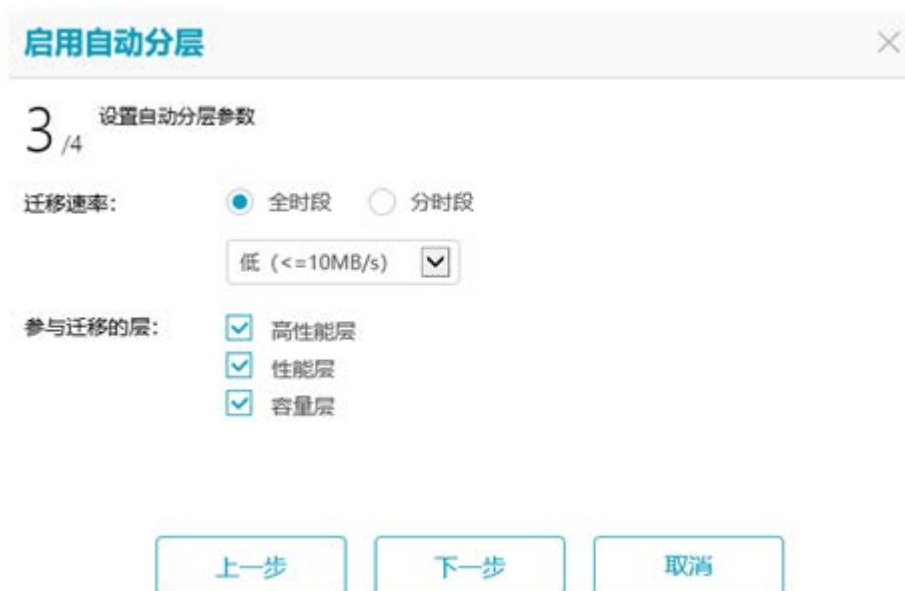 启用自动分层
3 /4 设置自动分层参数
迁移速率： 全时段 分时段
低 (<=10MB/s)
参与迁移的层： 高性能层
性能层
容量层
上一步 下一步 取消